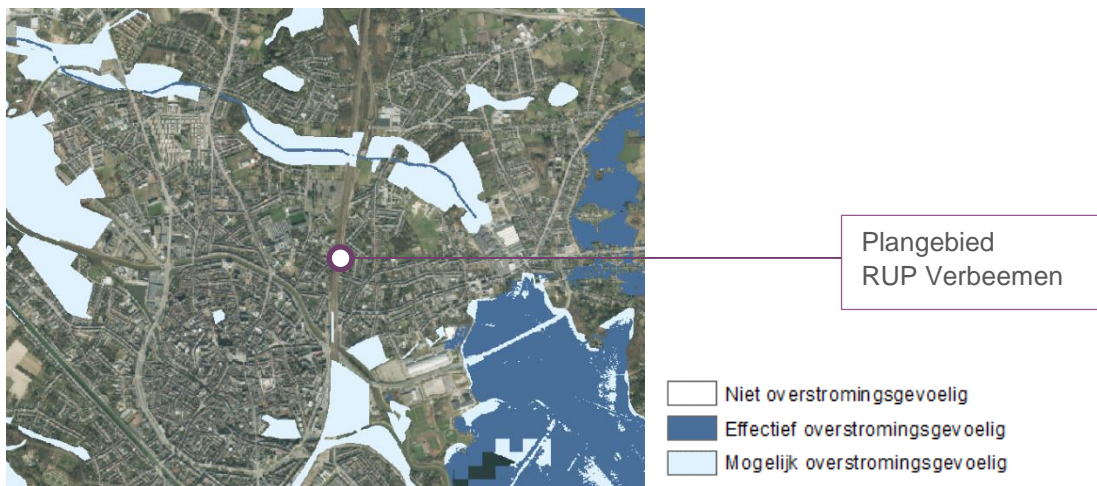 Plangebied
RUP Verbeemen
Niet overstromingsgevoelig
Effectief overstromingsgevoelig
Mogelijk overstromingsgevoelig